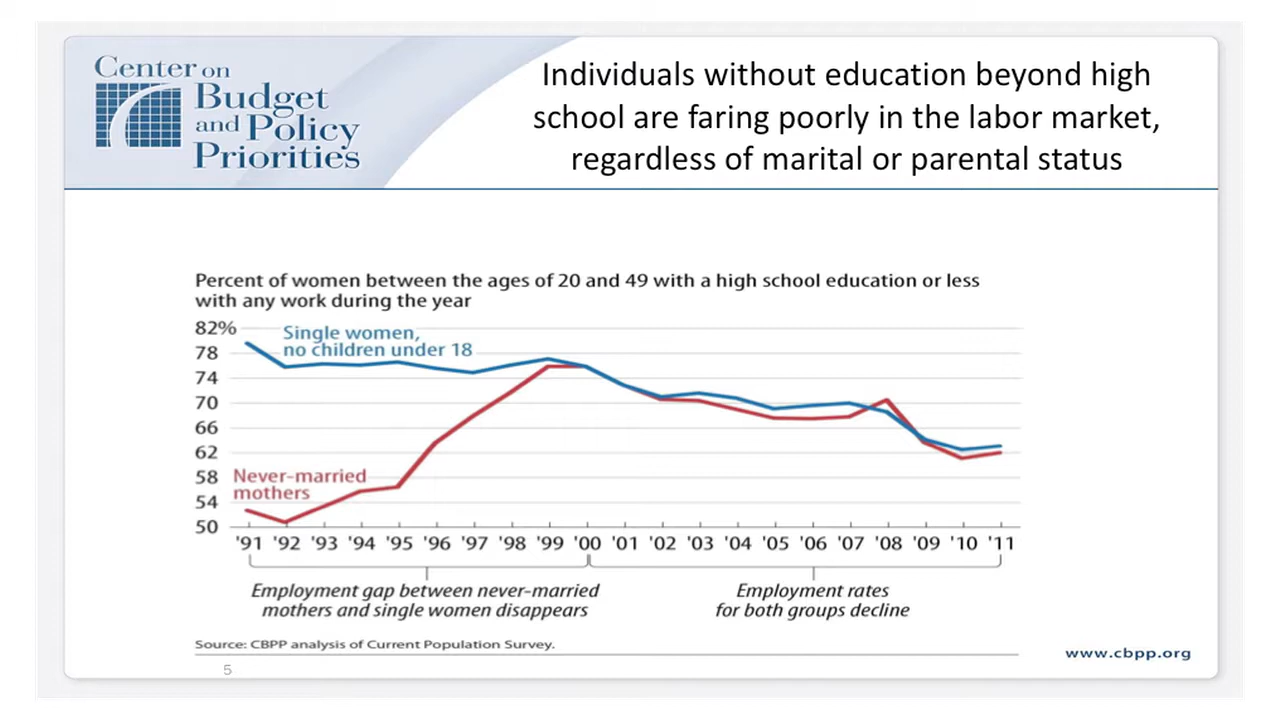 Center on
Budget
and Policy
Priorities
Individuals without education beyond high
school are faring poorly in the labor market,
regardless of marital or parental status
Percent of women between the ages of 20 and 49 with a high school education or less
with any work during the year
82%
Single women,
no children under 18
78
74
70
66
62
58
Never-married
mothers
54
50
'91 '92 '93 '94 '95 '96 '97 '98 '99 '00 '01 '02 '03 '04 '05 '06 '07 '08 '09 '10 '11
Employment gap between never-married
mothers and single women disappears
Employment rates
for both groups decline
Source: CBPP analysis of Current Population Survey.
www.cbpp.org
5